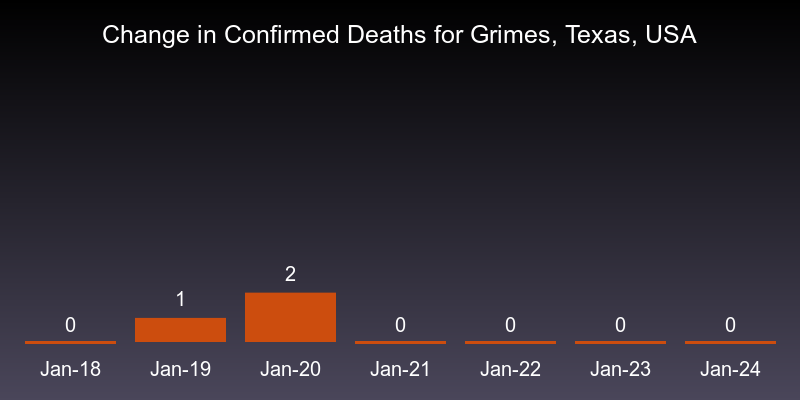 Change in Confirmed Deaths for Grimes, Texas, USA
0 1 2 0 0 0 0
Jan-18 Jan-19 Jan-20 Jan-21 Jan-22 Jan-23 Jan-24